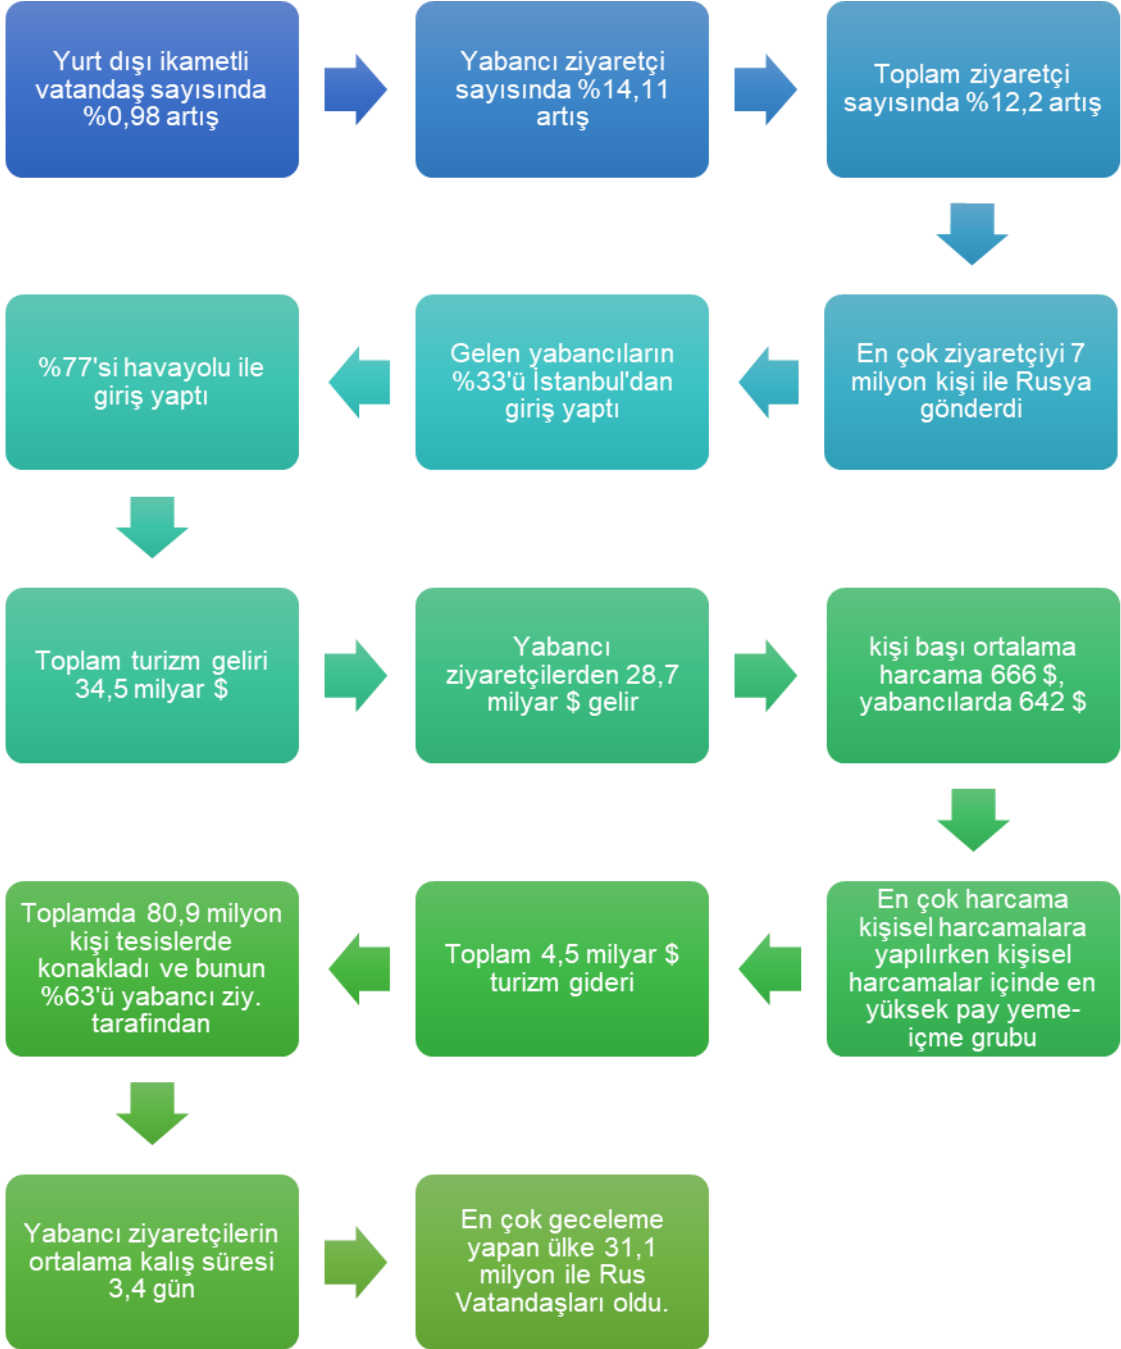 Yurt dışı ikametli
vatandaş sayısında
%0,98 artış
Yabancı ziyaretçi
sayısında %14,11
artış
Toplam ziyaretçi
sayısında %12,2 artış
En çok ziyaretçiyi 7
milyon kişi ile Rusya
gönderdi
Gelen yabancıların
%33'ü İstanbul'dan
giriş yaptı
%77'si havayolu ile
giriş yaptı
Toplam turizm geliri
34,5 milyar $
Yabancı
ziyaretçilerden 28,7
milyar $ gelir
kişi başı ortalama
harcama 666 $,
yabancılarda 642 $
En çok harcama
kişisel harcamalara
yapılırken kişisel
harcamalar içinde en
yüksek pay yeme-
içme grubu
Toplam 4,5 milyar $
turizm gideri
Toplamda 80,9 milyon
kişi tesislerde
konakladı ve bunun
%63'ü yabancı ziy.
tarafindan
Yabancı ziyaretçilerin
ortalama kalış süresi
3,4 gün
En çok geceleme
yapan ülke 31,1
milyon ile Rus
Vatandaşları oldu.